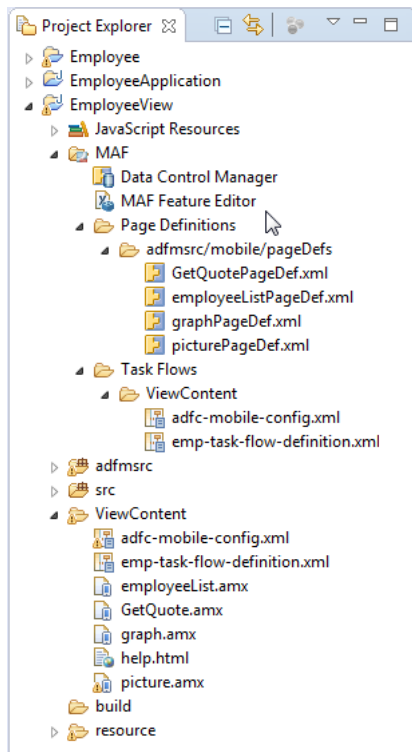 Project Explorer
Employee
EmployeeApplication
EmployeeView
JavaScript Resources
MAF
Data Control Manager
MAF Feature Editor
Page Definitions
adfmsrc/mobile/pageDefs
GetQuotePageDef.xml
employeeListPageDef.xml
graphPageDef.xml
picturePageDef.xml
Task Flows
ViewContent
adfc-mobile-config.xml
emp-task-flow-definition.xml
adfmsrc
src
ViewContent
adfc-mobile-config.xml
emp-task-flow-definition.xml
employeeList.amx
GetQuote.amx
graph.amx
help.html
picture.amx
build
resource